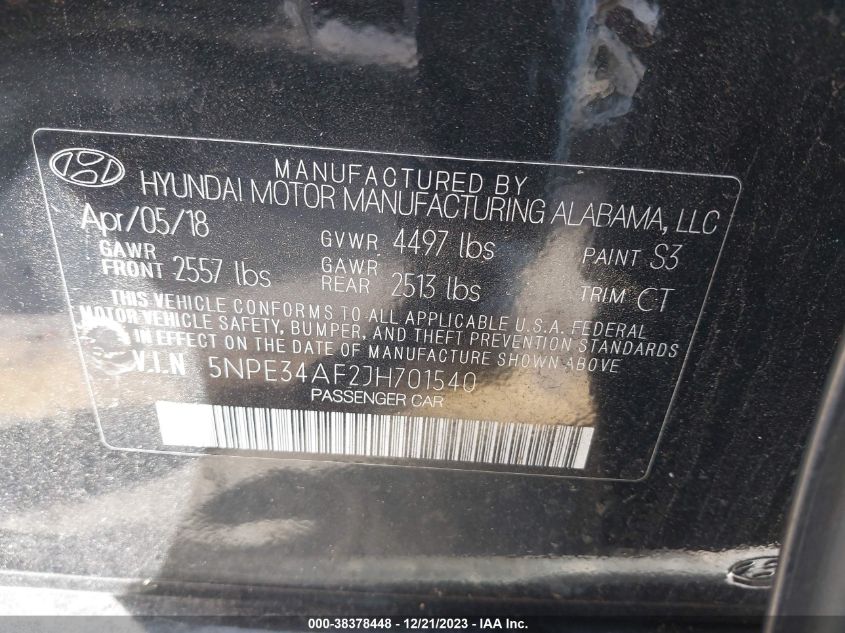 MANUFACTURED BY
HYUNDAI MOTOR MANUFACTURING ALABAMA, LLC
Apr/05/18 GVWR 4497 lbs PAINT S3
GAWR FRONT 2557 lbs GAWR REAR 2513 lbs TRIM CT
THIS VEHICLE CONFORMS TO ALL APPLICABLE U.S.A. FEDERAL
MOTOR VEHICLE SAFETY, BUMPER, AND THEFT PREVENTION STANDARDS
IN EFFECT ON THE DATE OF MANUFACTURE SHOWN ABOVE
V.I.N 5NPE34AF2JH701540
PASSENGER CAR
000-38378448 - 12/21/2023 - IAA Inc.